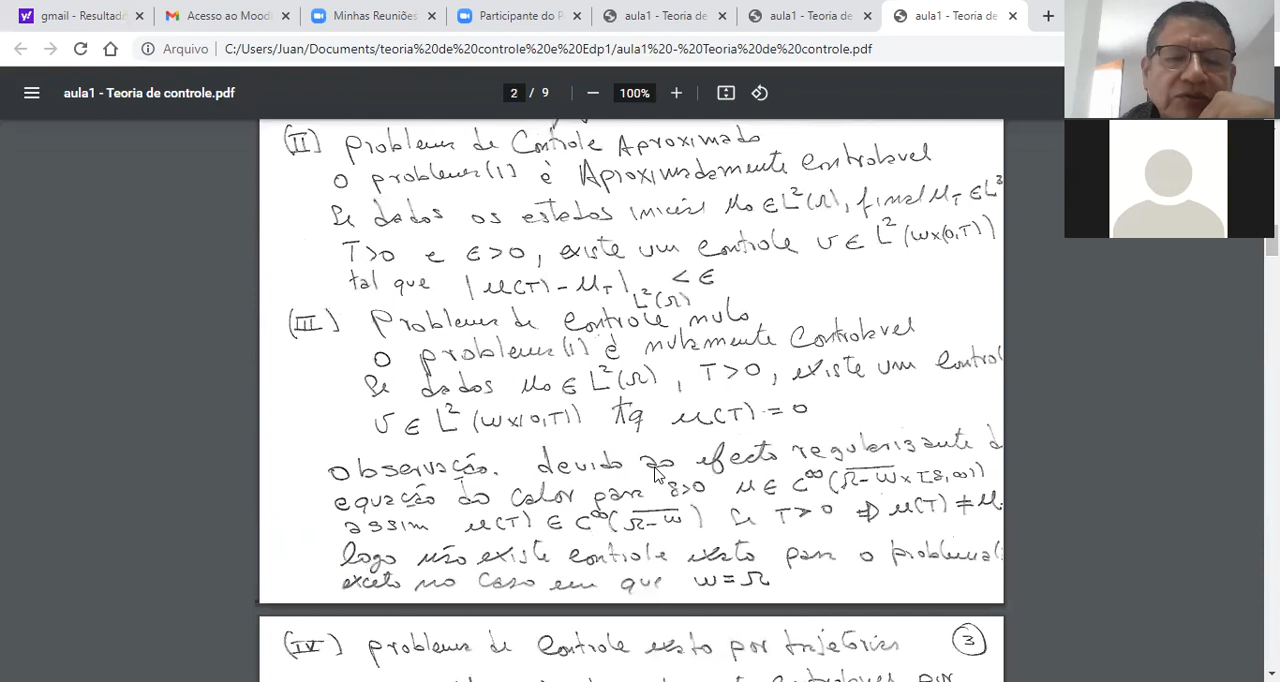 gmail - Resultad
Acesso ao Mood
Minhas Reuniões
Participante do P
aula1 - Teoria de
aula1 - Teoria de
aula1 - Teoria de
Arquivo C:/Users/Juan/Documents/teoria%20de%20controle%20e%20Edp1/aula1%20-%20Teoria%20de%20controle.pdf
aula1 - Teoria de controle.pdf 2 / 9 100%
(II) problema de Controle Aproximado
O problema(1) é Aproximadamente Controlavel
Se dados os estados inicial u₀ ∈ L²(Ω), final u_T ∈ L²
T>0 e ε>0, existe um controle v ∈ L²(w×(0,T))
tal que |u(T) - u_T|_L²(Ω) < ε
(III) problema de Controle nulo
O problema(1) é nulamente Controlavel
Se dados u₀ ∈ L²(Ω), T>0, existe um control
v ∈ L²(w×(0,T)) tq u(T) = 0
Observação. devido ao efecto regularizante d
equação do calor para δ>0 u ∈ C^∞(Ω-w × [δ,∞))
assim u(T) ∈ C^∞(Ω-w) Se T>0 ⇒ u(T) ≠ u
logo não existe controle exato para o problema(
exceto no caso em que w = Ω
(IV) problema de Controle exato por trajetórias 3